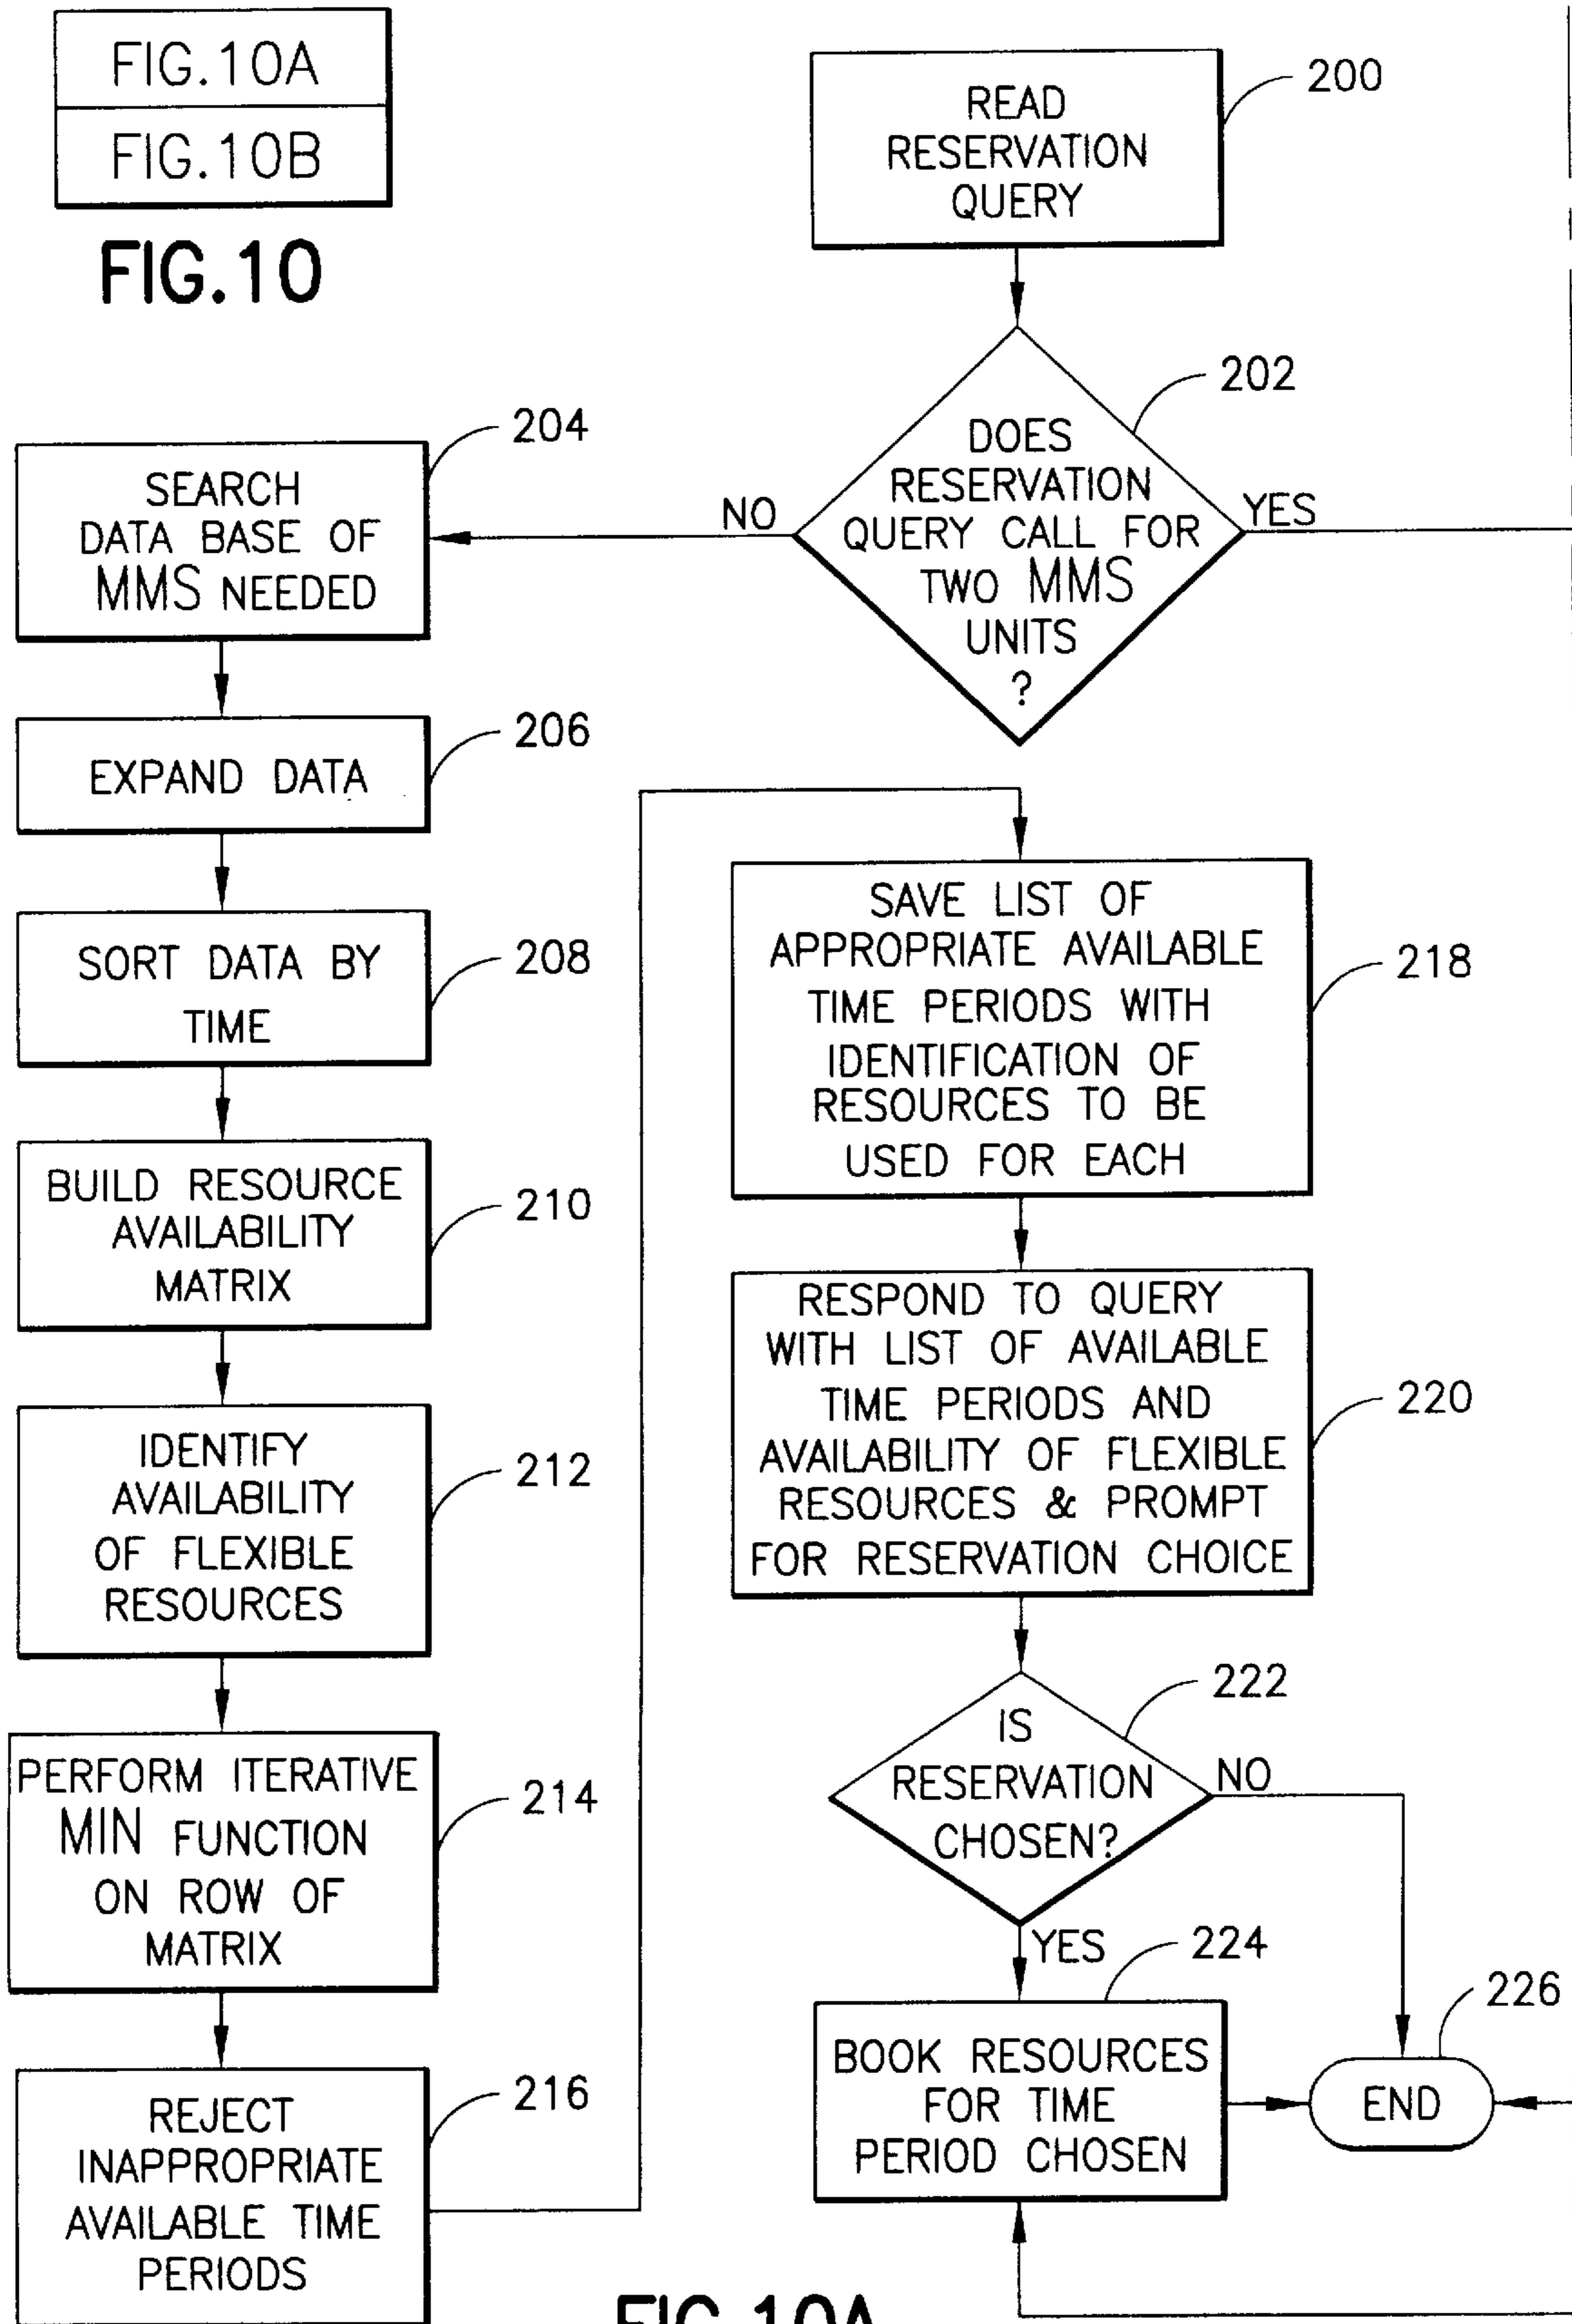 FIG.10A
FIG.10B
FIG.10
READ
RESERVATION
QUERY
200
DOES
RESERVATION
QUERY CALL FOR
TWO MMS
UNITS
?
202
NO
YES
SEARCH
DATA BASE OF
MMS NEEDED
204
EXPAND DATA
206
SORT DATA BY
TIME
208
BUILD RESOURCE
AVAILABILITY
MATRIX
210
IDENTIFY
AVAILABILITY
OF FLEXIBLE
RESOURCES
212
PERFORM ITERATIVE
MIN FUNCTION
ON ROW OF
MATRIX
214
REJECT
INAPPROPRIATE
AVAILABLE TIME
PERIODS
216
SAVE LIST OF
APPROPRIATE AVAILABLE
TIME PERIODS WITH
IDENTIFICATION OF
RESOURCES TO BE
USED FOR EACH
218
RESPOND TO QUERY
WITH LIST OF AVAILABLE
TIME PERIODS AND
AVAILABILITY OF FLEXIBLE
RESOURCES & PROMPT
FOR RESERVATION CHOICE
220
IS
RESERVATION
CHOSEN?
222
NO
YES
BOOK RESOURCES
FOR TIME
PERIOD CHOSEN
224
END
226
FIG.10A